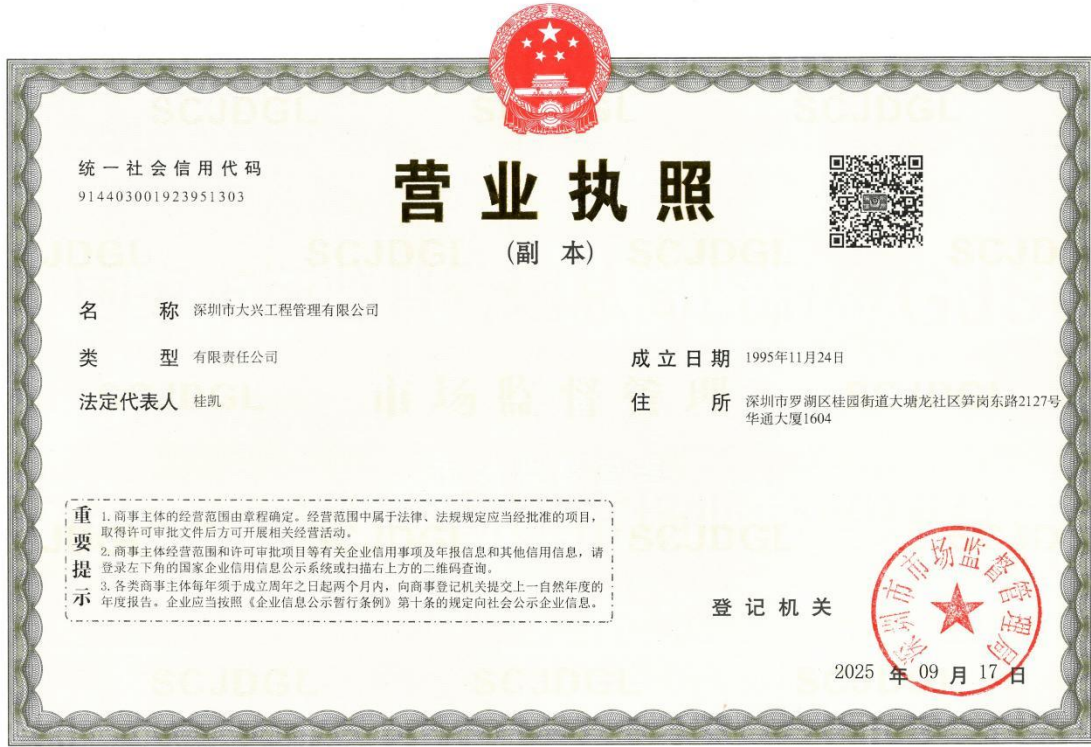 统一社会信用代码
914403001923951303
营业执照
(副 本)
名 称 深圳市大兴工程管理有限公司
类 型 有限责任公司
成立日期 1995年11月24日
法定代表人 桂凯
住 所 深圳市罗湖区桂园街道大塘龙社区笋岗东路2127号
华通大厦1604
重要提示
1. 商事主体的经营范围由章程确定。经营范围中属于法律、法规规定应当经批准的项目，
取得许可审批文件后方可开展相关经营活动。
2. 商事主体经营范围和许可审批项目等有关企业信用事项及年报信息和其他信用信息，请
登录左下角的国家企业信用信息公示系统或扫描右上方的二维码查询。
3. 各类商事主体每年须于成立周年之日起两个月内，向商事登记机关提交上一自然年度的
年度报告。企业应当按照《企业信息公示暂行条例》第十条的规定向社会公示企业信息。
登记机关
深圳市市场监督管理局
2025 年 09 月 17 日
SCJDGL
市场监督管理